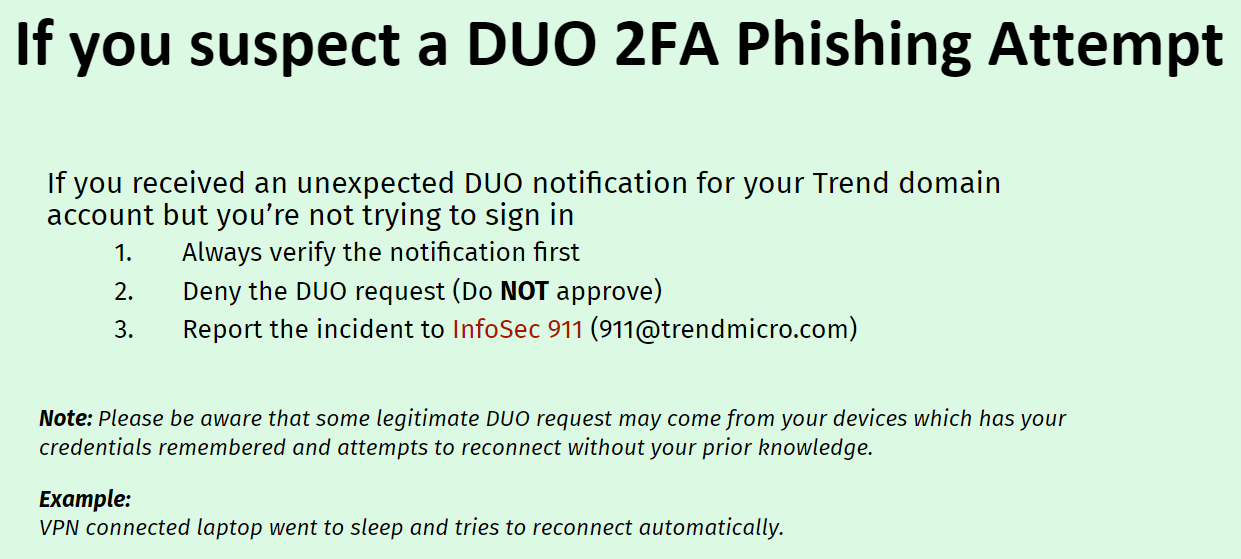 If you suspect a DUO 2FA Phishing Attempt
If you received an unexpected DUO notification for your Trend domain
account but you’re not trying to sign in
1. Always verify the notification first
2. Deny the DUO request (Do NOT approve)
3. Report the incident to InfoSec 911 (911@trendmicro.com)
Note: Please be aware that some legitimate DUO request may come from your devices which has your
credentials remembered and attempts to reconnect without your prior knowledge.
Example:
VPN connected laptop went to sleep and tries to reconnect automatically.